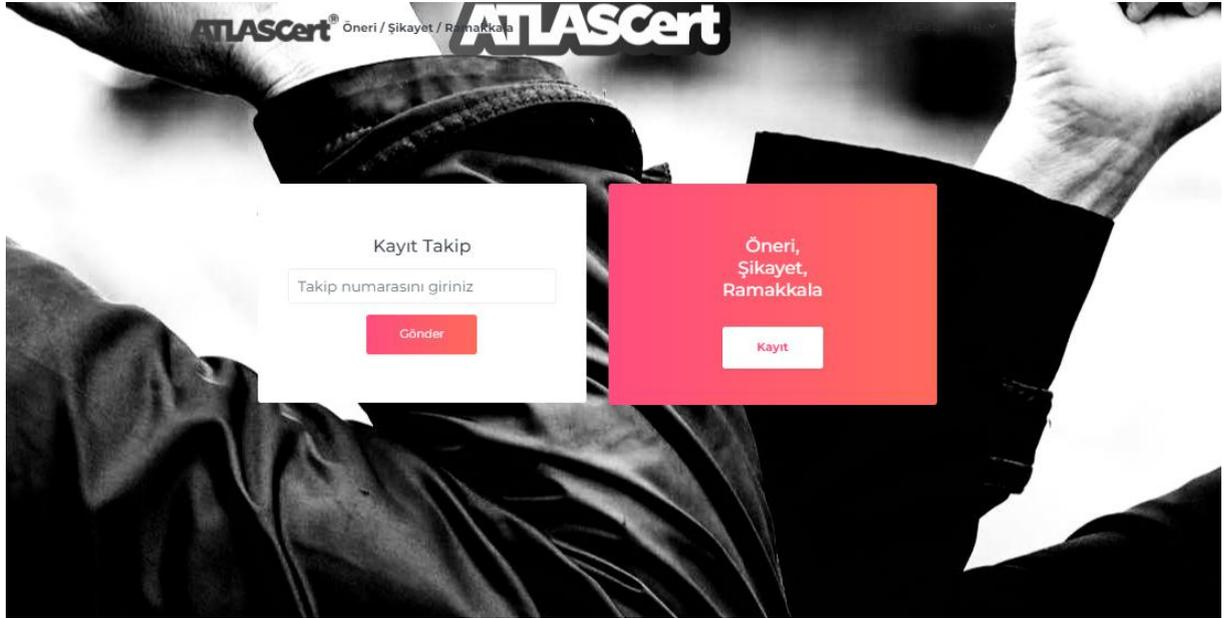 ATLASCert® Öneri / Şikayet / Ramakkala
ATLASCert
Kayıt Takip
Takip numarasını giriniz
Gönder
Öneri,
Şikayet,
Ramakkala
Kayıt